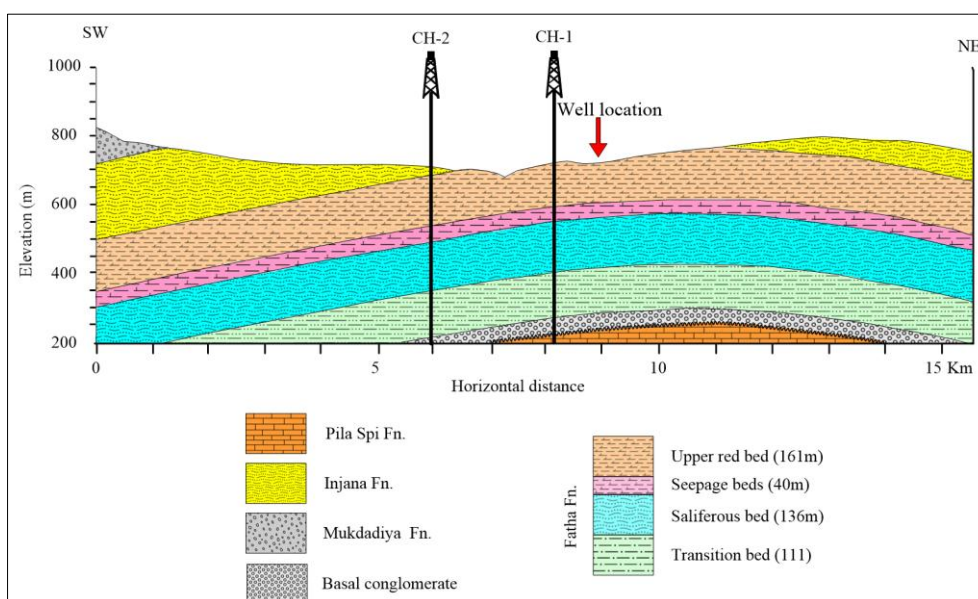 SW
CH-2
CH-1
NE
Well location
1000
800
600
400
200
Elevation (m)
0
5
10
15 Km
Horizontal distance
Pila Spi Fn.
Injana Fn.
Mukdadiya Fn.
Basal conglomerate
Fatha Fn.
Upper red bed (161m)
Seepage beds (40m)
Saliferous bed (136m)
Transition bed (111)